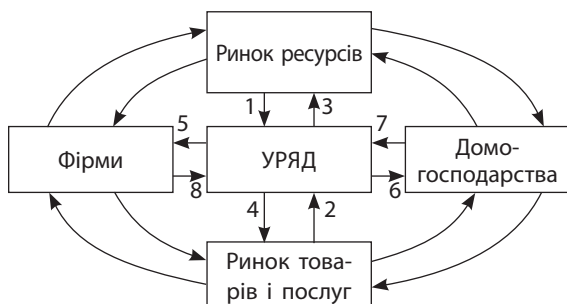 Ринок ресурсів
1
3
5
7
Фірми
УРЯД
Домо-
господарства
8
6
4
2
Ринок това-
рів і послуг